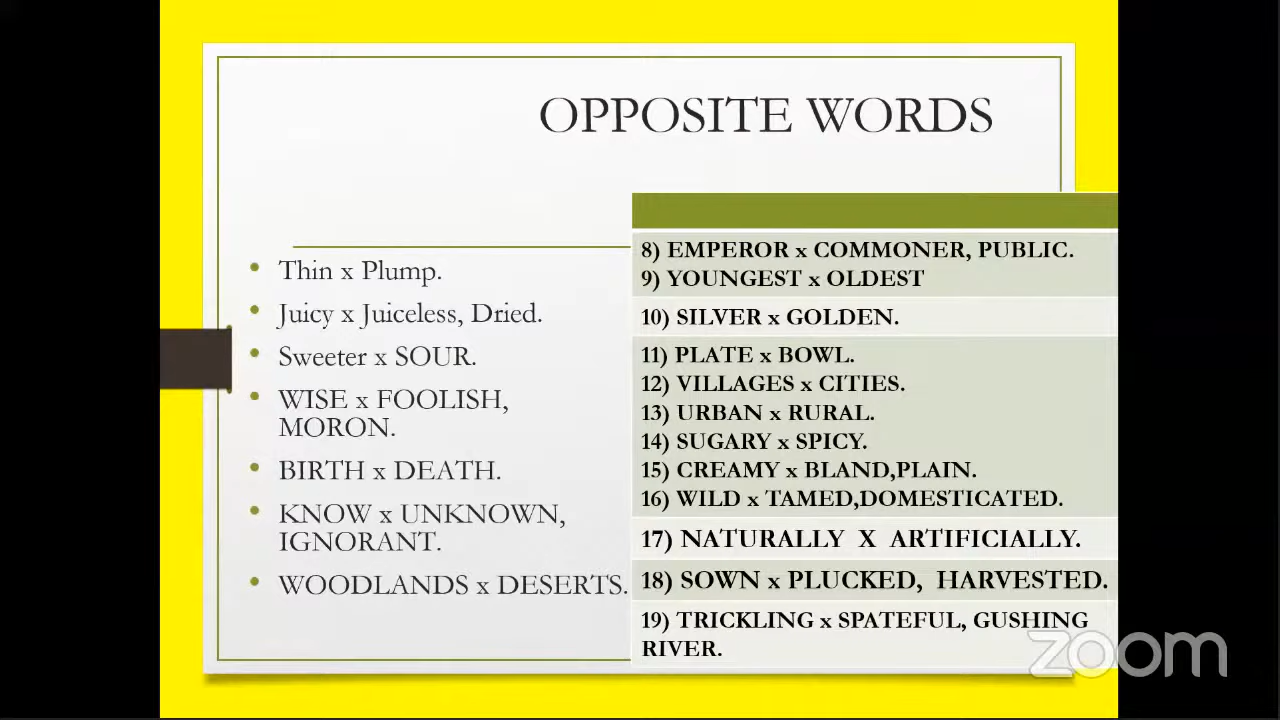 OPPOSITE WORDS
Thin x Plump.
Juicy x Juiceless, Dried.
Sweeter x SOUR.
WISE x FOOLISH,
MORON.
BIRTH x DEATH.
KNOW x UNKNOWN,
IGNORANT.
WOODLANDS x DESERTS.
8) EMPEROR x COMMONER, PUBLIC.
9) YOUNGEST x OLDEST
10) SILVER x GOLDEN.
11) PLATE x BOWL.
12) VILLAGES x CITIES.
13) URBAN x RURAL.
14) SUGARY x SPICY.
15) CREAMY x BLAND,PLAIN.
16) WILD x TAMED,DOMESTICATED.
17) NATURALLY X ARTIFICIALLY.
18) SOWN x PLUCKED, HARVESTED.
19) TRICKLING x SPATEFUL, GUSHING
RIVER.
zoom